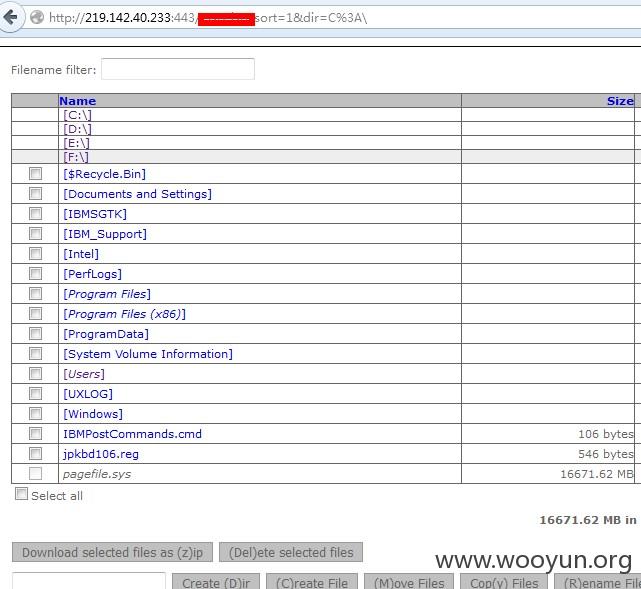 http://219.142.40.233:443/ sort=1&dir=C%3A\
Filename filter:
Name Size
[C:\]
[D:\]
[E:\]
[F:\]
[$Recycle.Bin]
[Documents and Settings]
[IBMSGTK]
[IBM_Support]
[Intel]
[PerfLogs]
[Program Files]
[Program Files (x86)]
[ProgramData]
[System Volume Information]
[Users]
[UXLOG]
[Windows]
IBMPostCommands.cmd 106 bytes
jpkbd106.reg 546 bytes
pagefile.sys 16671.62 MB
Select all
16671.62 MB in
Download selected files as (z)ip (Del)ete selected files
www.wooyun.org
Create (D)ir (C)reate File (M)ove Files Cop(y) Files (R)ename File